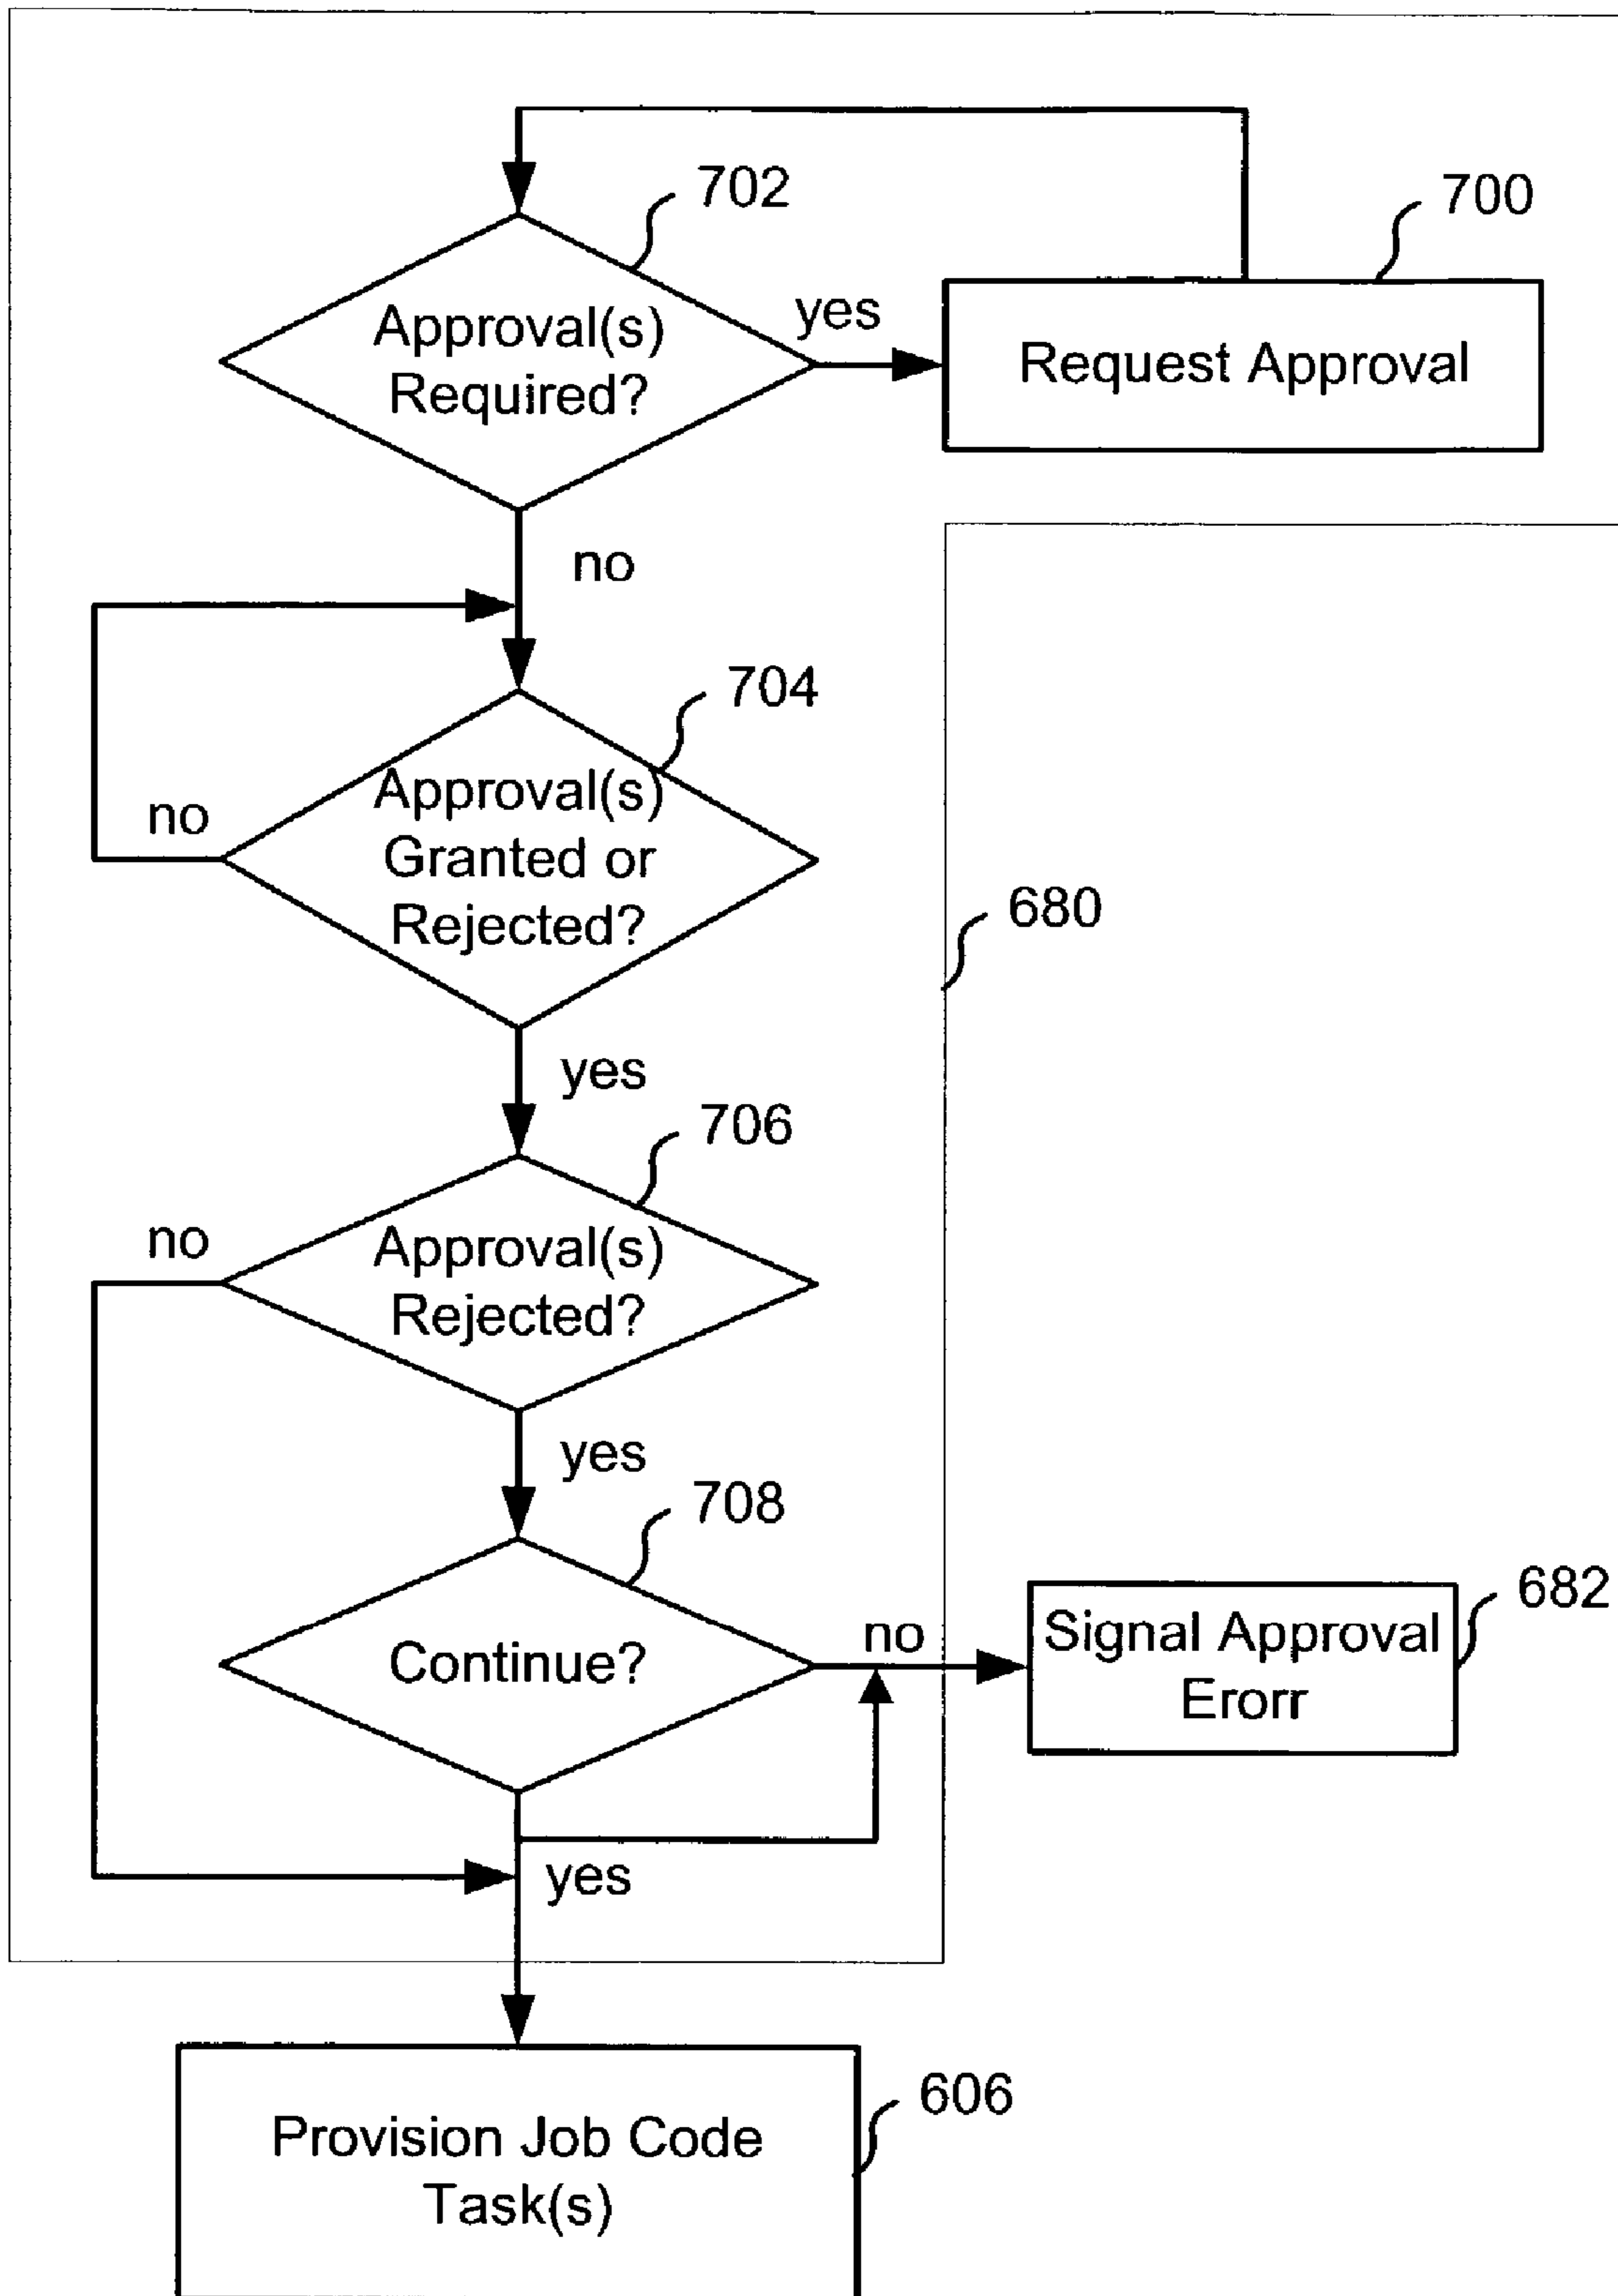 702
700
Approval(s)
Required?
yes
Request Approval
no
704
Approval(s)
Granted or
Rejected?
no
680
yes
706
no
Approval(s)
Rejected?
yes
708
Continue?
no
Signal Approval
Erorr
682
yes
606
Provision Job Code
Task(s)